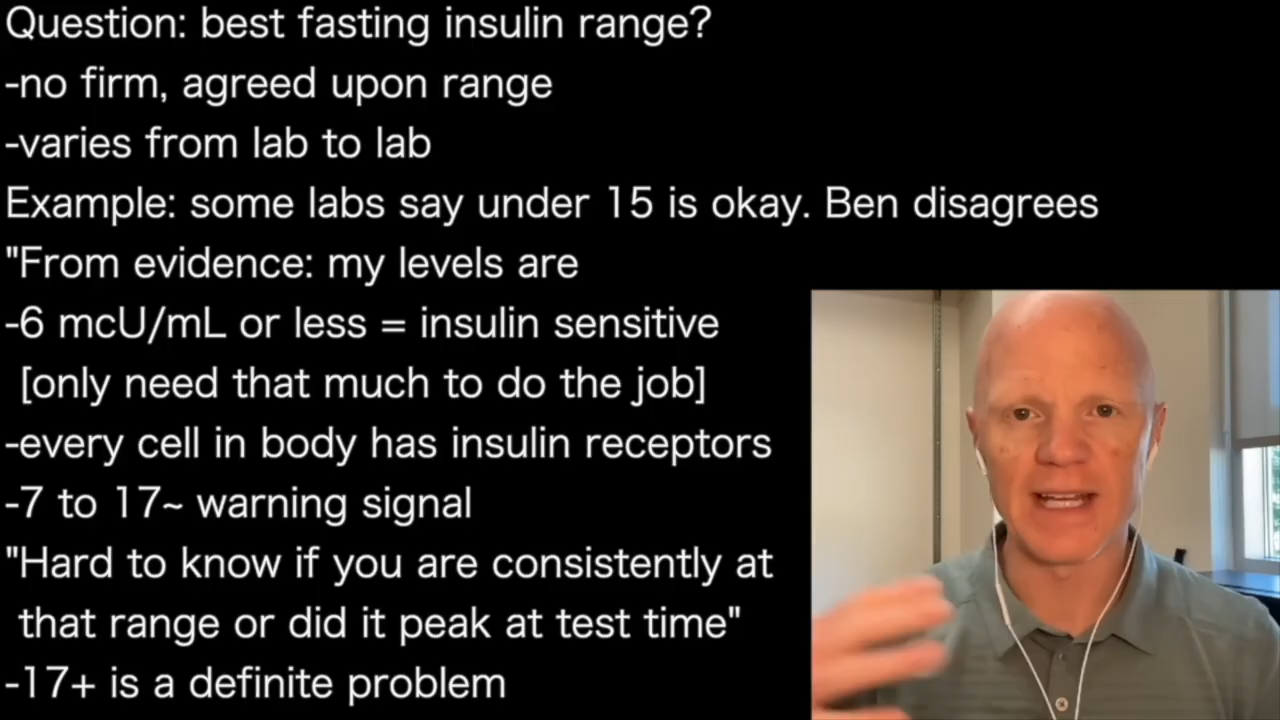 Question: best fasting insulin range?
-no firm, agreed upon range
-varies from lab to lab
Example: some labs say under 15 is okay. Ben disagrees
"From evidence: my levels are
-6 mcU/mL or less = insulin sensitive
[only need that much to do the job]
-every cell in body has insulin receptors
-7 to 17~ warning signal
"Hard to know if you are consistently at
that range or did it peak at test time"
-17+ is a definite problem